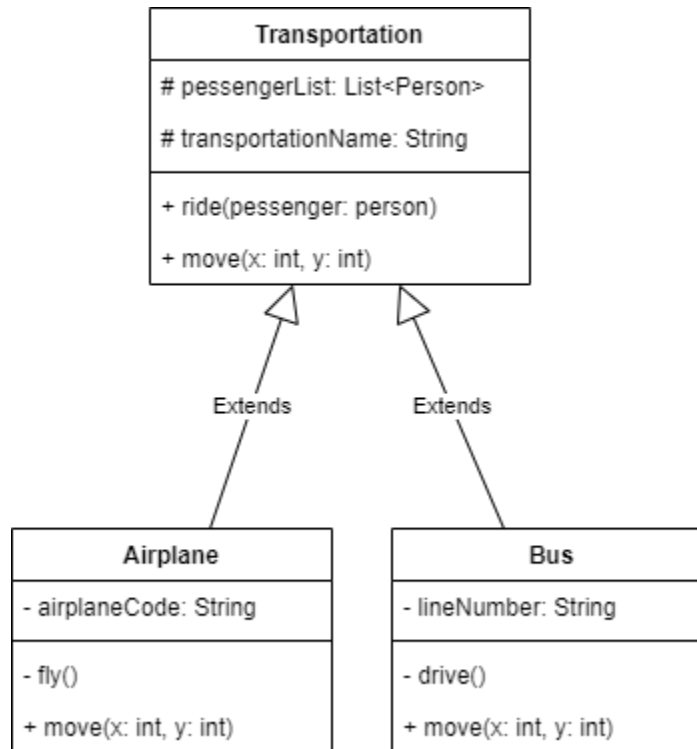 Transportation
# pessengerList: List<Person>
# transportationName: String
+ ride(pessenger: person)
+ move(x: int, y: int)
Extends
Extends
Airplane
- airplaneCode: String
- fly()
+ move(x: int, y: int)
Bus
- lineNumber: String
- drive()
+ move(x: int, y: int)